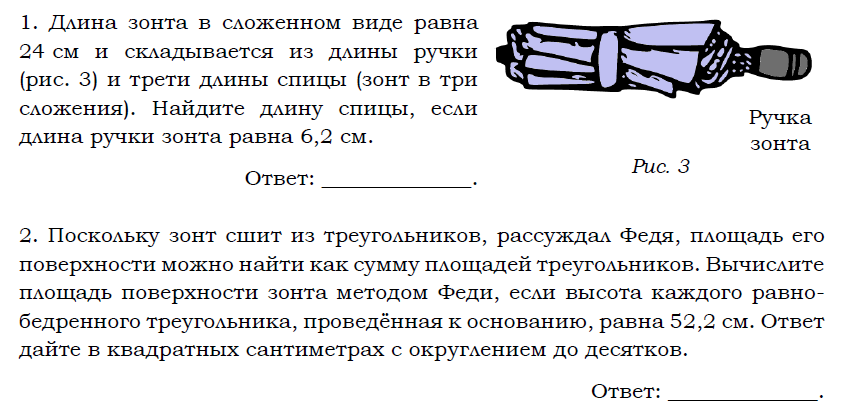 1. Длина зонта в сложенном виде равна
24 см и складывается из длины ручки
(рис. 3) и трети длины спицы (зонт в три
сложения). Найдите длину спицы, если
длина ручки зонта равна 6,2 см.
Ответ: _____________.
Ручка
зонта
Рис. 3
2. Поскольку зонт сшит из треугольников, рассуждал Федя, площадь его
поверхности можно найти как сумму площадей треугольников. Вычислите
площадь поверхности зонта методом Феди, если высота каждого равно-
бедренного треугольника, проведённая к основанию, равна 52,2 см. Ответ
дайте в квадратных сантиметрах с округлением до десятков.
Ответ: _____________.